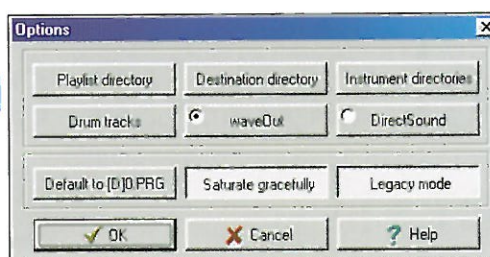 Options
Playlist directory Destination directory Instrument directories
Drum tracks waveOut DirectSound
Default to [D]0.PRG Saturate gracefully Legacy mode
OK Cancel Help